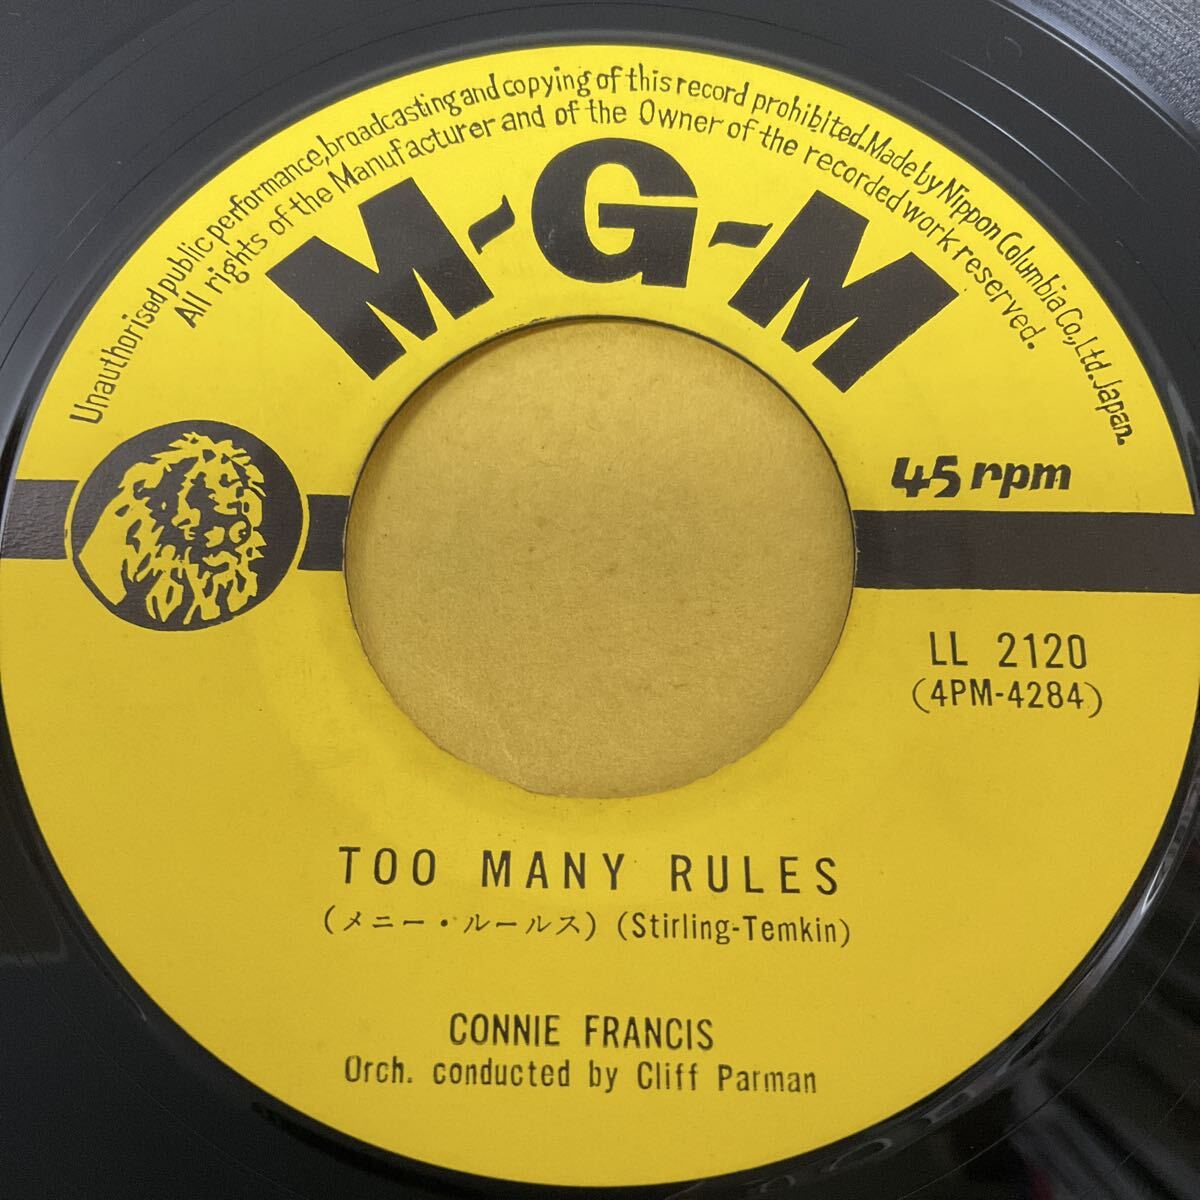 Unauthorised public performance, broadcasting and copying of this record prohibited. Made by Nippon Columbia Co., Ltd. Japan.
All rights of the Manufacturer and of the Owner of the recorded work reserved.
M-G-M
45 rpm
LL 2120
(4PM-4284)
TOO MANY RULES
(メニー・ルールス) (Stirling-Temkin)
CONNIE FRANCIS
Orch. conducted by Cliff Parman